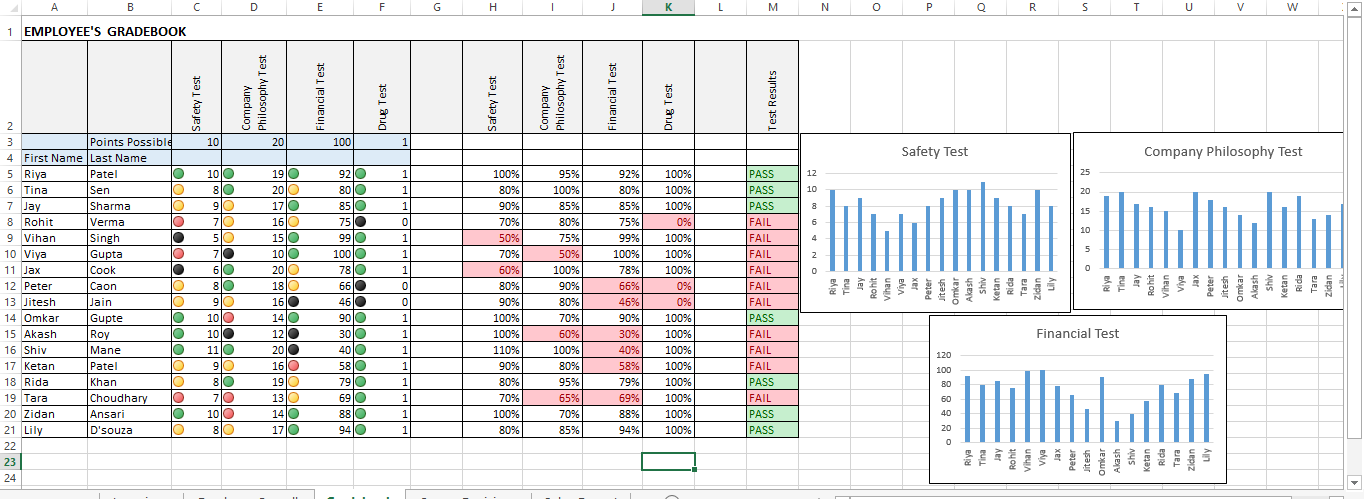 A B C D E F G H I J K L M N O P Q R S T U V W
1 EMPLOYEE'S GRADEBOOK
2 Safety Test Company Philosophy Test Financial Test Drug Test Safety Test Company Philosophy Test Financial Test Drug Test Test Results
3 Points Possible 10 20 100 1
4 First Name Last Name
5 Riya Patel 10 19 92 1 100% 95% 92% 100% PASS
6 Tina Sen 8 20 80 1 80% 100% 80% 100% PASS
7 Jay Sharma 9 17 85 1 90% 85% 85% 100% PASS
8 Rohit Verma 7 16 75 0 70% 80% 75% 0% FAIL
9 Vihan Singh 5 15 99 1 50% 75% 99% 100% FAIL
10 Viya Gupta 7 10 100 1 70% 50% 100% 100% FAIL
11 Jax Cook 6 20 78 1 60% 100% 78% 100% FAIL
12 Peter Caon 8 18 66 0 80% 90% 66% 0% FAIL
13 Jitesh Jain 9 16 46 0 90% 80% 46% 0% FAIL
14 Omkar Gupte 10 14 90 1 100% 70% 90% 100% PASS
15 Akash Roy 10 12 30 1 100% 60% 30% 100% FAIL
16 Shiv Mane 11 20 40 1 110% 100% 40% 100% FAIL
17 Ketan Patel 9 16 58 1 90% 80% 58% 100% FAIL
18 Rida Khan 8 19 79 1 80% 95% 79% 100% PASS
19 Tara Choudhary 7 13 69 1 70% 65% 69% 100% FAIL
20 Zidan Ansari 10 14 88 1 100% 70% 88% 100% PASS
21 Lily D'souza 8 17 94 1 80% 85% 94% 100% PASS
22
23
24
Safety Test
12
10
8
6
4
2
0
Riya Tina Jay Rohit Vihan Viya Jax Peter Jitesh Omkar Akash Shiv Ketan Rida Tara Zidan Lily
Company Philosophy Test
25
20
15
10
5
0
Riya Tina Jay Rohit Vihan Viya Jax Peter Jitesh Omkar Akash Shiv Ketan Rida Tara Zidan
Financial Test
120
100
80
60
40
20
0
Riya Tina Jay Rohit Vihan Viya Jax Peter Jitesh Omkar Akash Shiv Ketan Rida Tara Zidan Lily